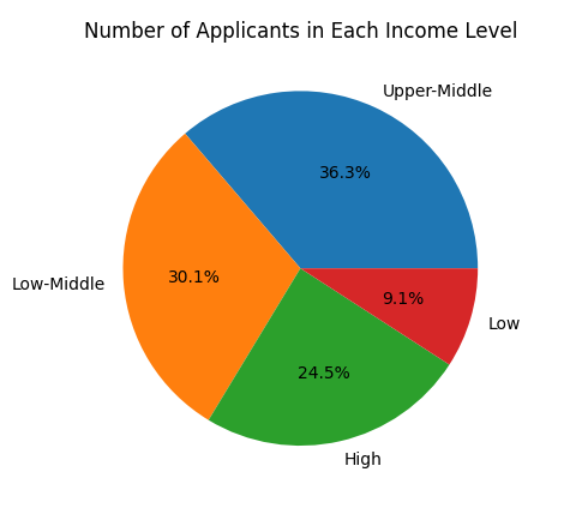 Number of Applicants in Each Income Level
Upper-Middle
36.3%
Low-Middle
30.1%
9.1%
Low
24.5%
High